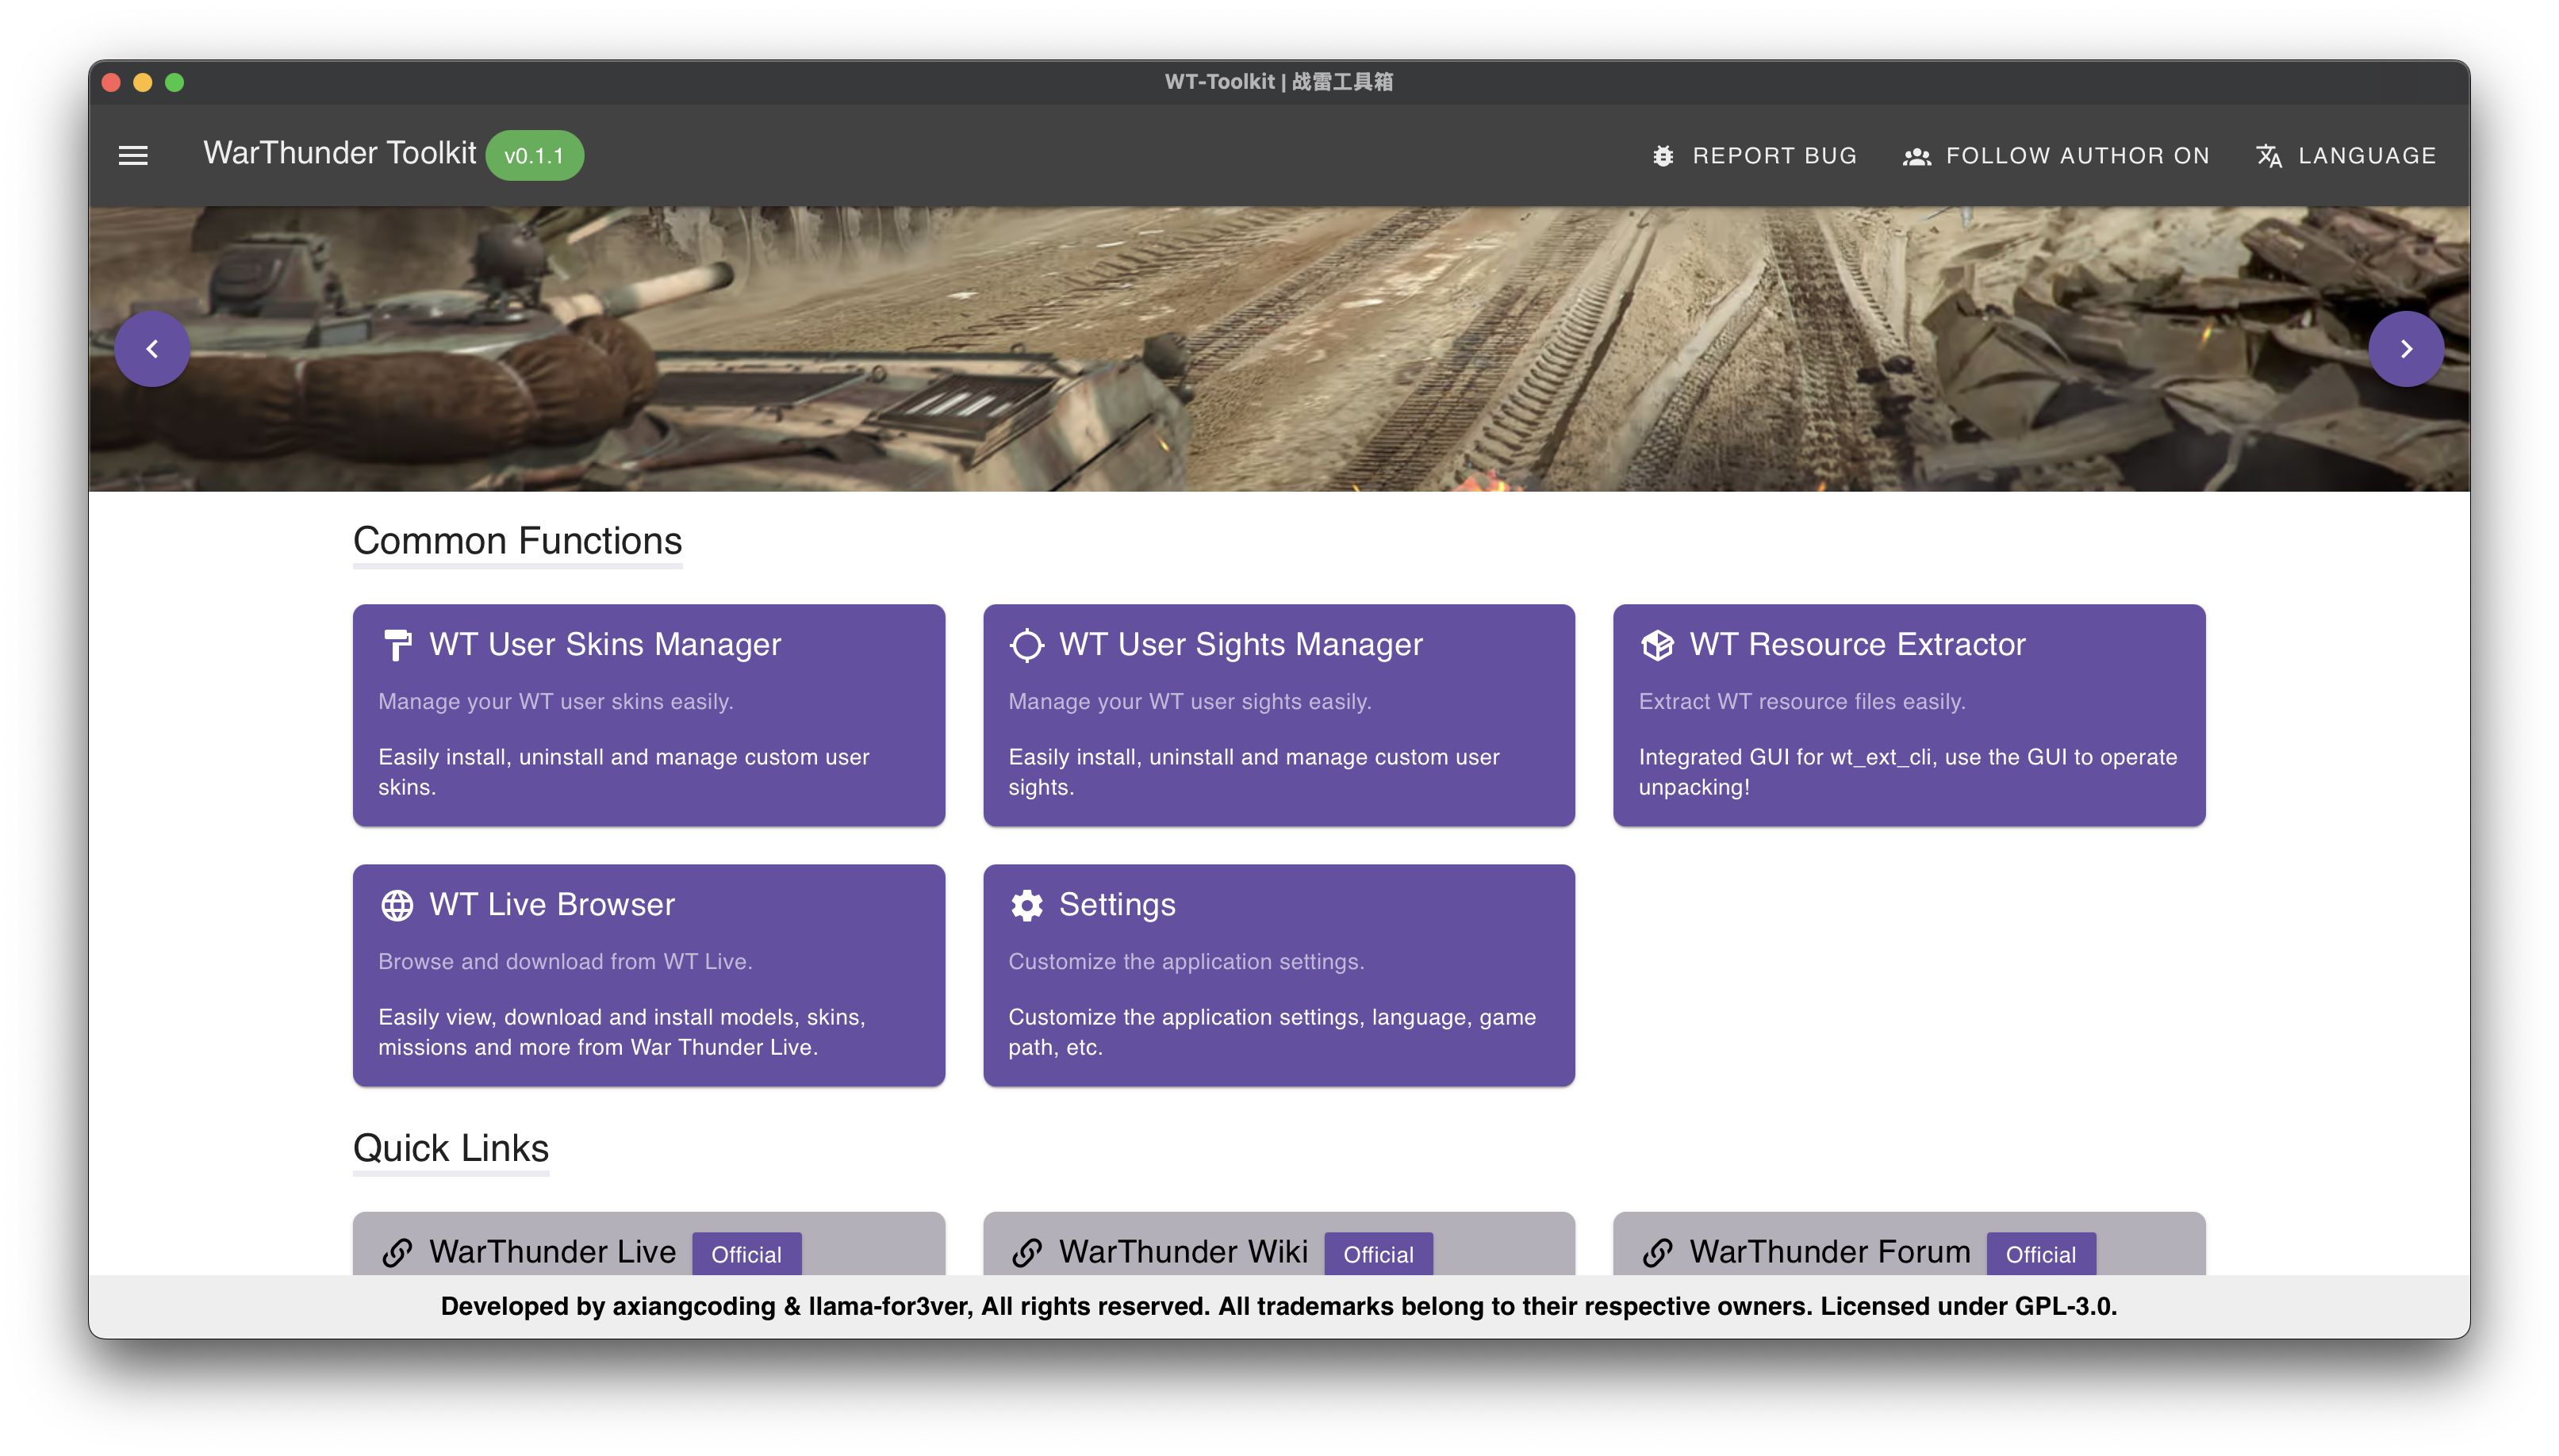 WT-Toolkit | 战雷工具箱
WarThunder Toolkit v0.1.1
REPORT BUG
FOLLOW AUTHOR ON
LANGUAGE
Common Functions
WT User Skins Manager
Manage your WT user skins easily.
Easily install, uninstall and manage custom user
skins.
WT User Sights Manager
Manage your WT user sights easily.
Easily install, uninstall and manage custom user
sights.
WT Resource Extractor
Extract WT resource files easily.
Integrated GUI for wt_ext_cli, use the GUI to operate
unpacking!
WT Live Browser
Browse and download from WT Live.
Easily view, download and install models, skins,
missions and more from War Thunder Live.
Settings
Customize the application settings.
Customize the application settings, language, game
path, etc.
Quick Links
WarThunder Live Official
WarThunder Wiki Official
WarThunder Forum Official
Developed by axiangcoding & llama-for3ver, All rights reserved. All trademarks belong to their respective owners. Licensed under GPL-3.0.